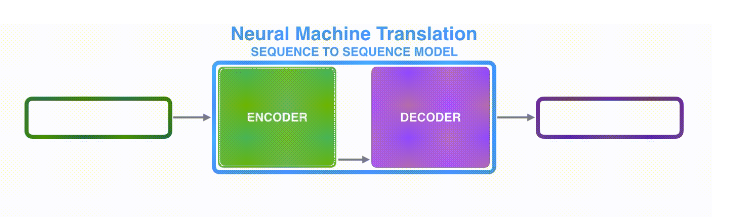 Neural Machine Translation
SEQUENCE TO SEQUENCE MODEL
ENCODER
DECODER